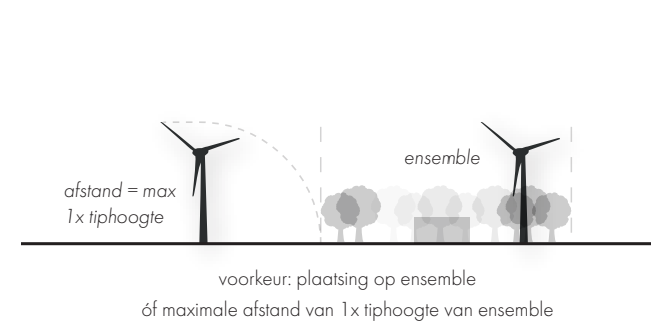 ensemble
afstand = max
1x tiphoogte
voorkeur: plaatsing op ensemble
óf maximale afstand van 1x tiphoogte van ensemble